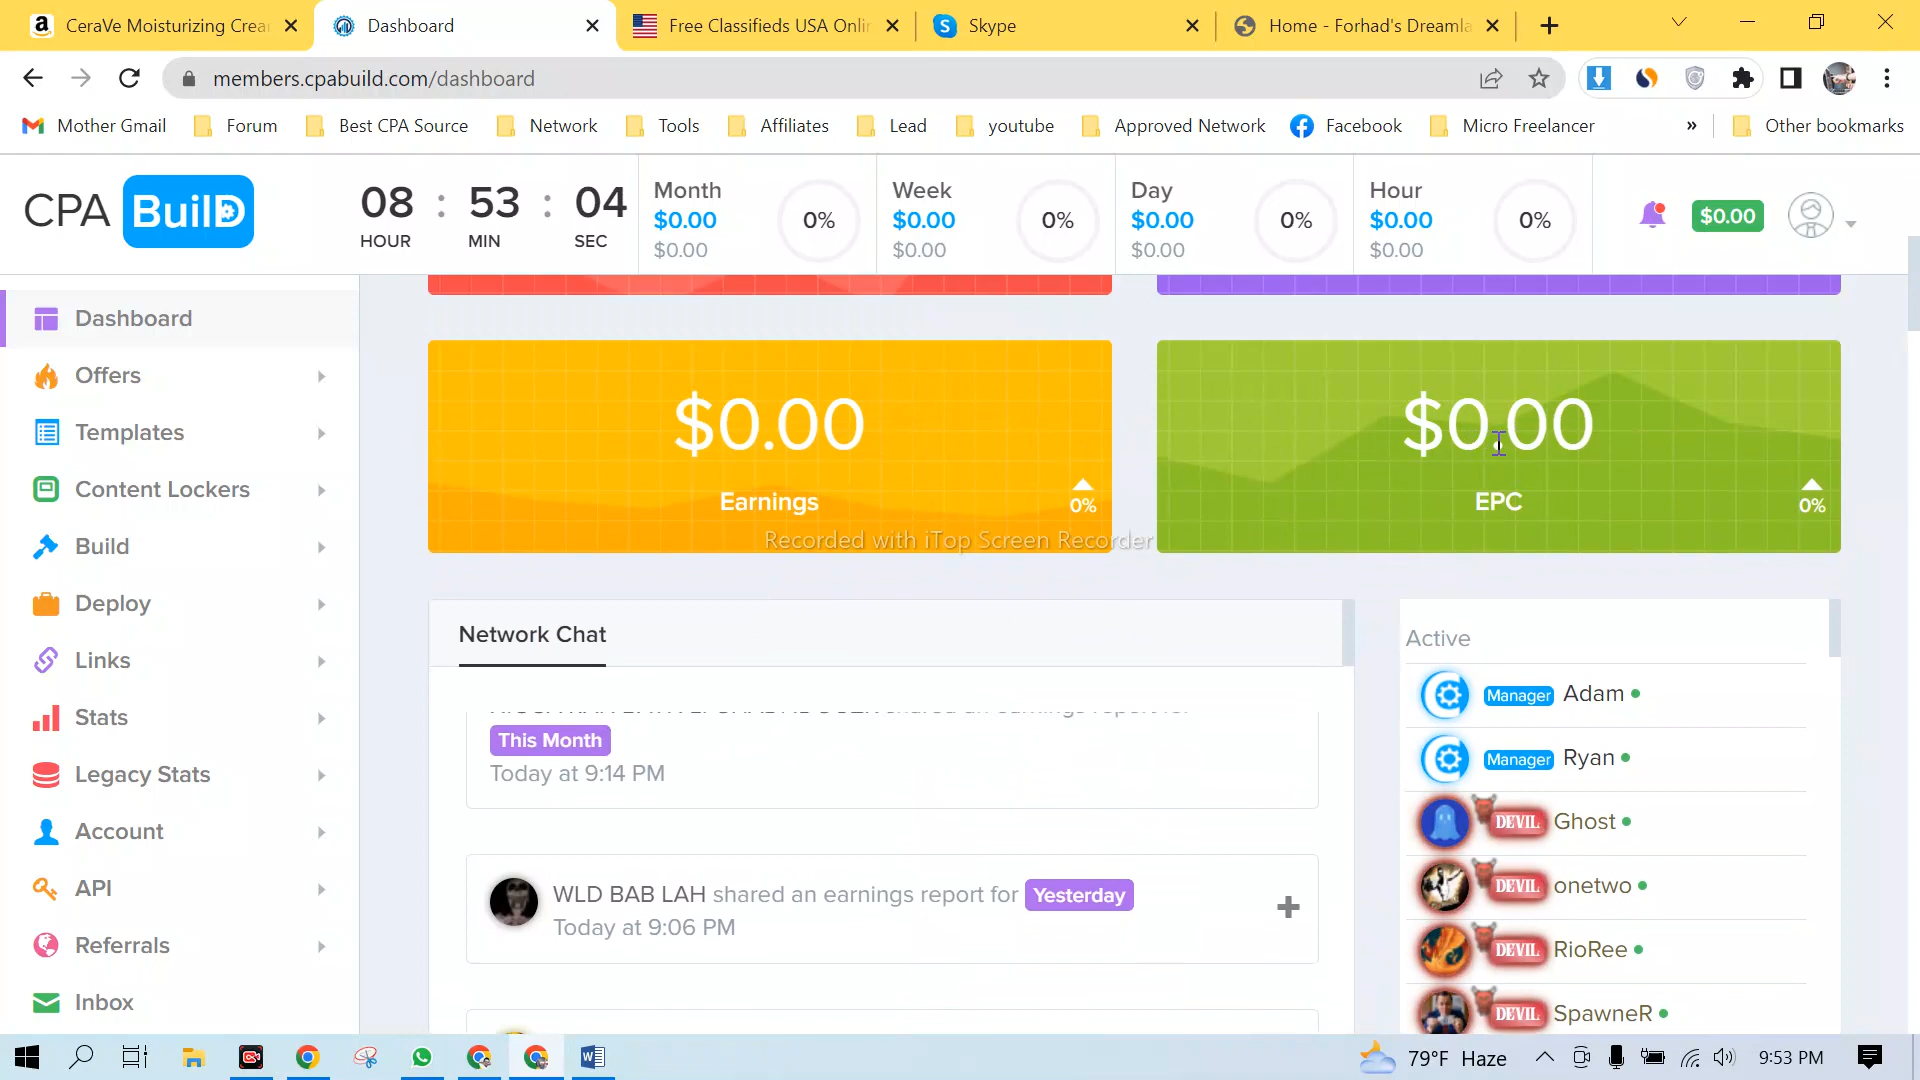 CeraVe Moisturizing Crea
Dashboard
Free Classifieds USA Onlin
Skype
Home - Forhad's Dreamla
members.cpabuild.com/dashboard
Mother Gmail
Forum
Best CPA Source
Network
Tools
Affiliates
Lead
youtube
Approved Network
Facebook
Micro Freelancer
»
Other bookmarks
CPA BuilD
08 : 53 : 04
HOUR MIN SEC
Month
$0.00
$0.00
0%
Week
$0.00
$0.00
0%
Day
$0.00
$0.00
0%
Hour
$0.00
$0.00
0%
$0.00
Dashboard
Offers
Templates
Content Lockers
Build
Deploy
Links
Stats
Legacy Stats
Account
API
Referrals
Inbox
$0.00
Earnings
0%
$0.00
EPC
0%
Recorded with iTop Screen Recorder
Network Chat
shared an earnings report for
This Month
Today at 9:14 PM
WLD BAB LAH shared an earnings report for Yesterday
Today at 9:06 PM
Active
Manager Adam
Manager Ryan
DEVIL Ghost
DEVIL onetwo
DEVIL RioRee
DEVIL SpawneR
79°F Haze
9:53 PM